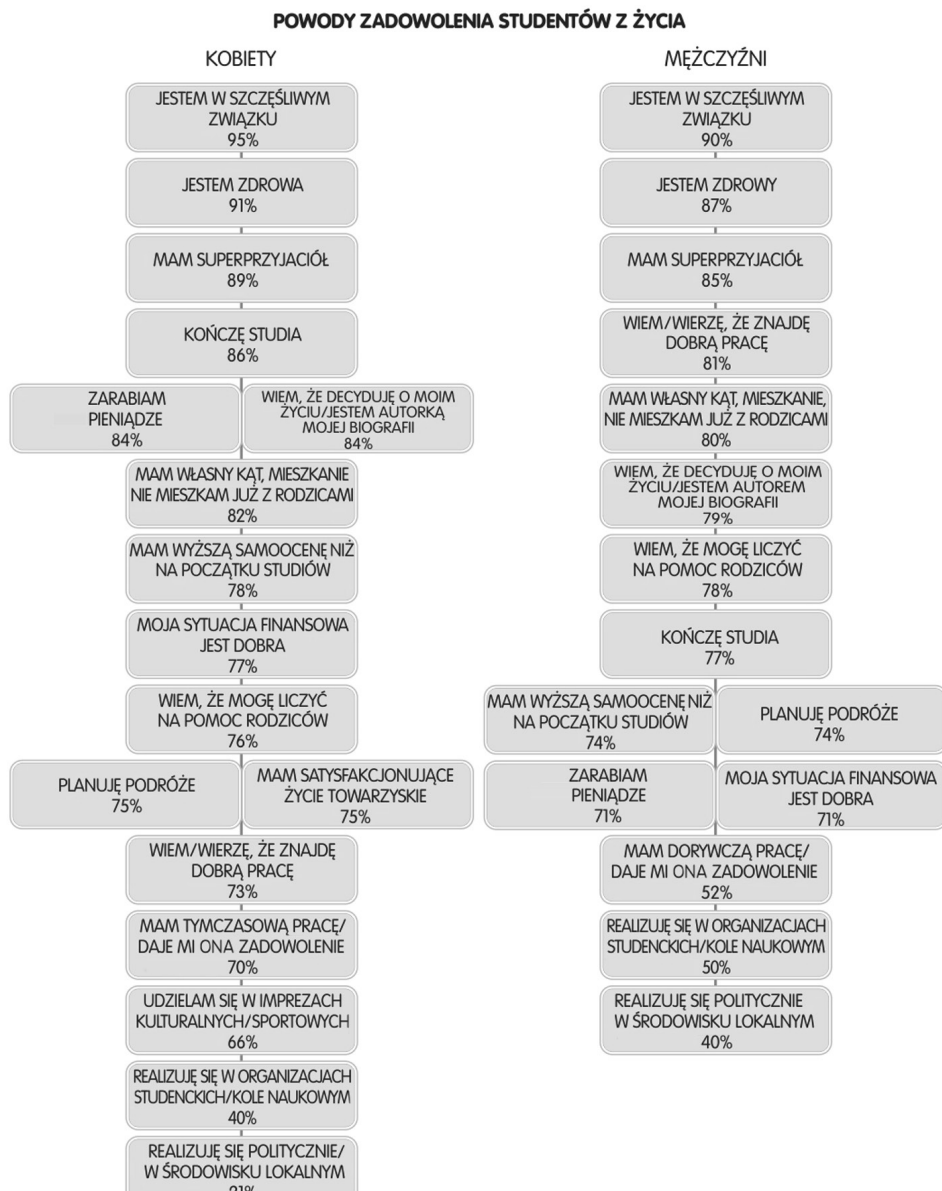 POWODY ZADOWOLENIA STUDENTÓW Z ŻYCIA
KOBIETY
JESTEM W SZCZĘŚLIWYM
ZWIĄZKU
95%
JESTEM ZDROWA
91%
MAM SUPERPRZYJACIÓŁ
89%
KOŃCZĘ STUDIA
86%
ZARABIAM
PIENIĄDZE
84%
WIEM, ŻE DECYDUJĘ O MOIM
ŻYCIU/JESTEM AUTORKĄ
MOJEJ BIOGRAFII
84%
MAM WŁASNY KĄT, MIESZKANIE
NIE MIESZKAM JUŻ Z RODZICAMI
82%
MAM WYŻSZĄ SAMOOCENĘ NIŻ
NA POCZĄTKU STUDIÓW
78%
MOJA SYTUACJA FINANSOWA
JEST DOBRA
77%
WIEM, ŻE MOGĘ LICZYĆ
NA POMOC RODZICÓW
76%
PLANUJĘ PODRÓŻE
75%
MAM SATYSFAKCJONUJĄCE
ŻYCIE TOWARZYSKIE
75%
WIEM/WIERZĘ, ŻE ZNAJDĘ
DOBRĄ PRACĘ
73%
MAM TYMCZASOWĄ PRACĘ/
DAJE MI ONA ZADOWOLENIE
70%
UDZIELAM SIĘ W IMPREZACH
KULTURALNYCH/SPORTOWYCH
66%
REALIZUJĘ SIĘ W ORGANIZACJACH
STUDENCKICH/KOLE NAUKOWYM
40%
REALIZUJĘ SIĘ POLITYCZNIE/
W ŚRODOWISKU LOKALNYM
MĘŻCZYŹNI
JESTEM W SZCZĘŚLIWYM
ZWIĄZKU
90%
JESTEM ZDROWY
87%
MAM SUPERPRZYJACIÓŁ
85%
WIEM/WIERZĘ, ŻE ZNAJDĘ
DOBRĄ PRACĘ
81%
MAM WŁASNY KĄT, MIESZKANIE,
NIE MIESZKAM JUŻ Z RODZICAMI
80%
WIEM, ŻE DECYDUJĘ O MOIM
ŻYCIU/JESTEM AUTOREM
MOJEJ BIOGRAFII
79%
WIEM, ŻE MOGĘ LICZYĆ
NA POMOC RODZICÓW
78%
KOŃCZĘ STUDIA
77%
MAM WYŻSZĄ SAMOOCENĘ NIŻ
NA POCZĄTKU STUDIÓW
74%
PLANUJĘ PODRÓŻE
74%
ZARABIAM
PIENIĄDZE
71%
MOJA SYTUACJA FINANSOWA
JEST DOBRA
71%
MAM DORYWCZĄ PRACĘ/
DAJE MI ONA ZADOWOLENIE
52%
REALIZUJĘ SIĘ W ORGANIZACJACH
STUDENCKICH/KOLE NAUKOWYM
50%
REALIZUJĘ SIĘ POLITYCZNIE
W ŚRODOWISKU LOKALNYM
40%